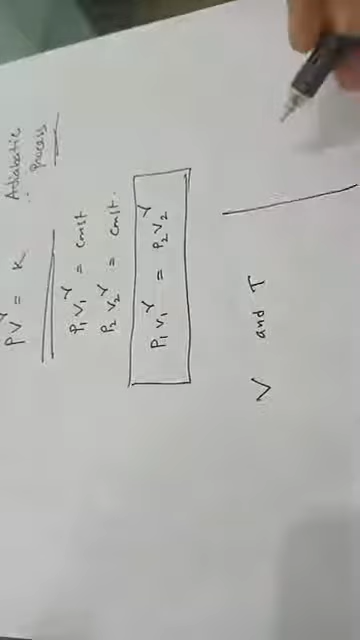 Adiabatic
Process
PV^γ = K
P₁V₁^γ = const
P₂V₂^γ = const.
P₁V₁^γ = P₂V₂^γ
V and T